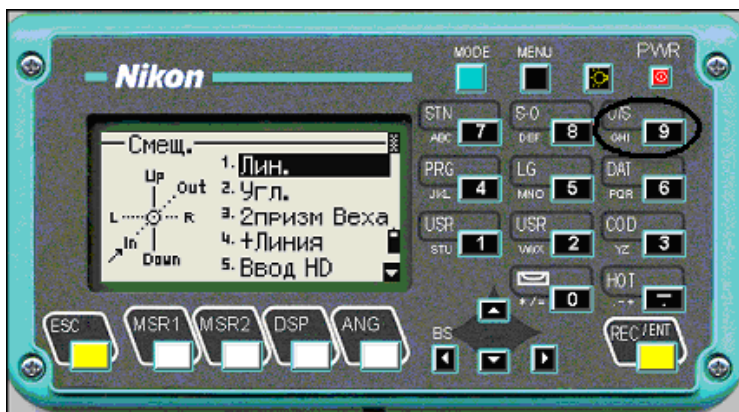 MODE MENU PWR
Nikon
STN ABC 7 S-O DEF 8 O/S GHI 9
Смещ.
1. Лин.
Up Out 2. Угл.
L R 3. 2призм Веха
In 4. +Линия
Down 5. Ввод HD
PRG JKL 4 LG MNO 5 DAT PQR 6
USR STU 1 USR VWX 2 COD YZ 3
*/= 0 HOT .-+
ESC MSR1 MSR2 DSP ANG BS REC/ENT